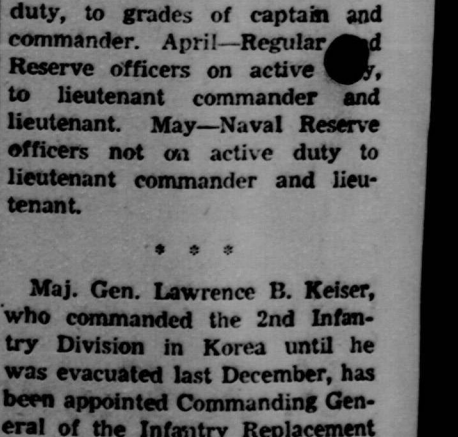 duty, to grades of captain and
commander. April—Regular
Reserve officers on active
to lieutenant commander and
lieutenant. May—Naval Reserve
officers not on active duty to
lieutenant commander and lieu-
tenant.
* * *
Maj. Gen. Lawrence B. Keiser,
who commanded the 2nd Infan-
try Division in Korea until he
was evacuated last December, has
been appointed Commanding Gen-
eral of the Infantry Replacement